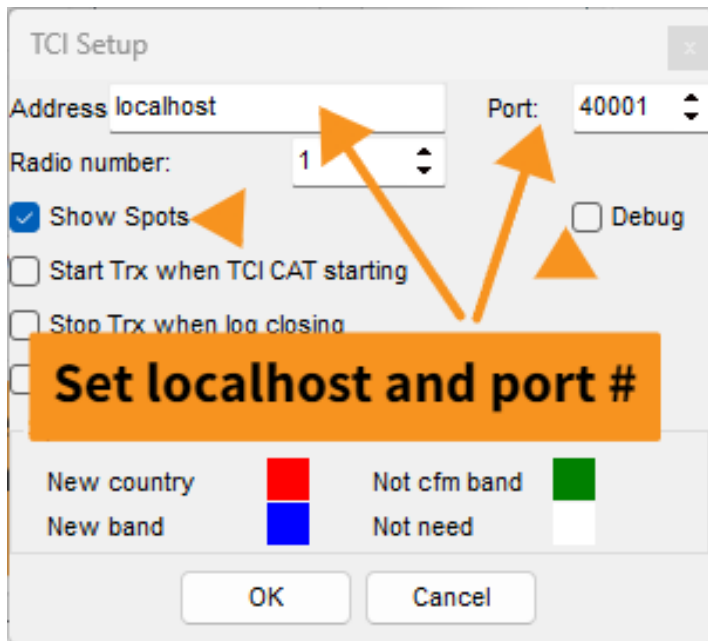 TCI Setup
x
Address localhost Port: 40001
Radio number: 1
Show Spots Debug
Start Trx when TCI CAT starting
Stop Trx when log closing
Set localhost and port #
New country Not cfm band
New band Not need
OK Cancel